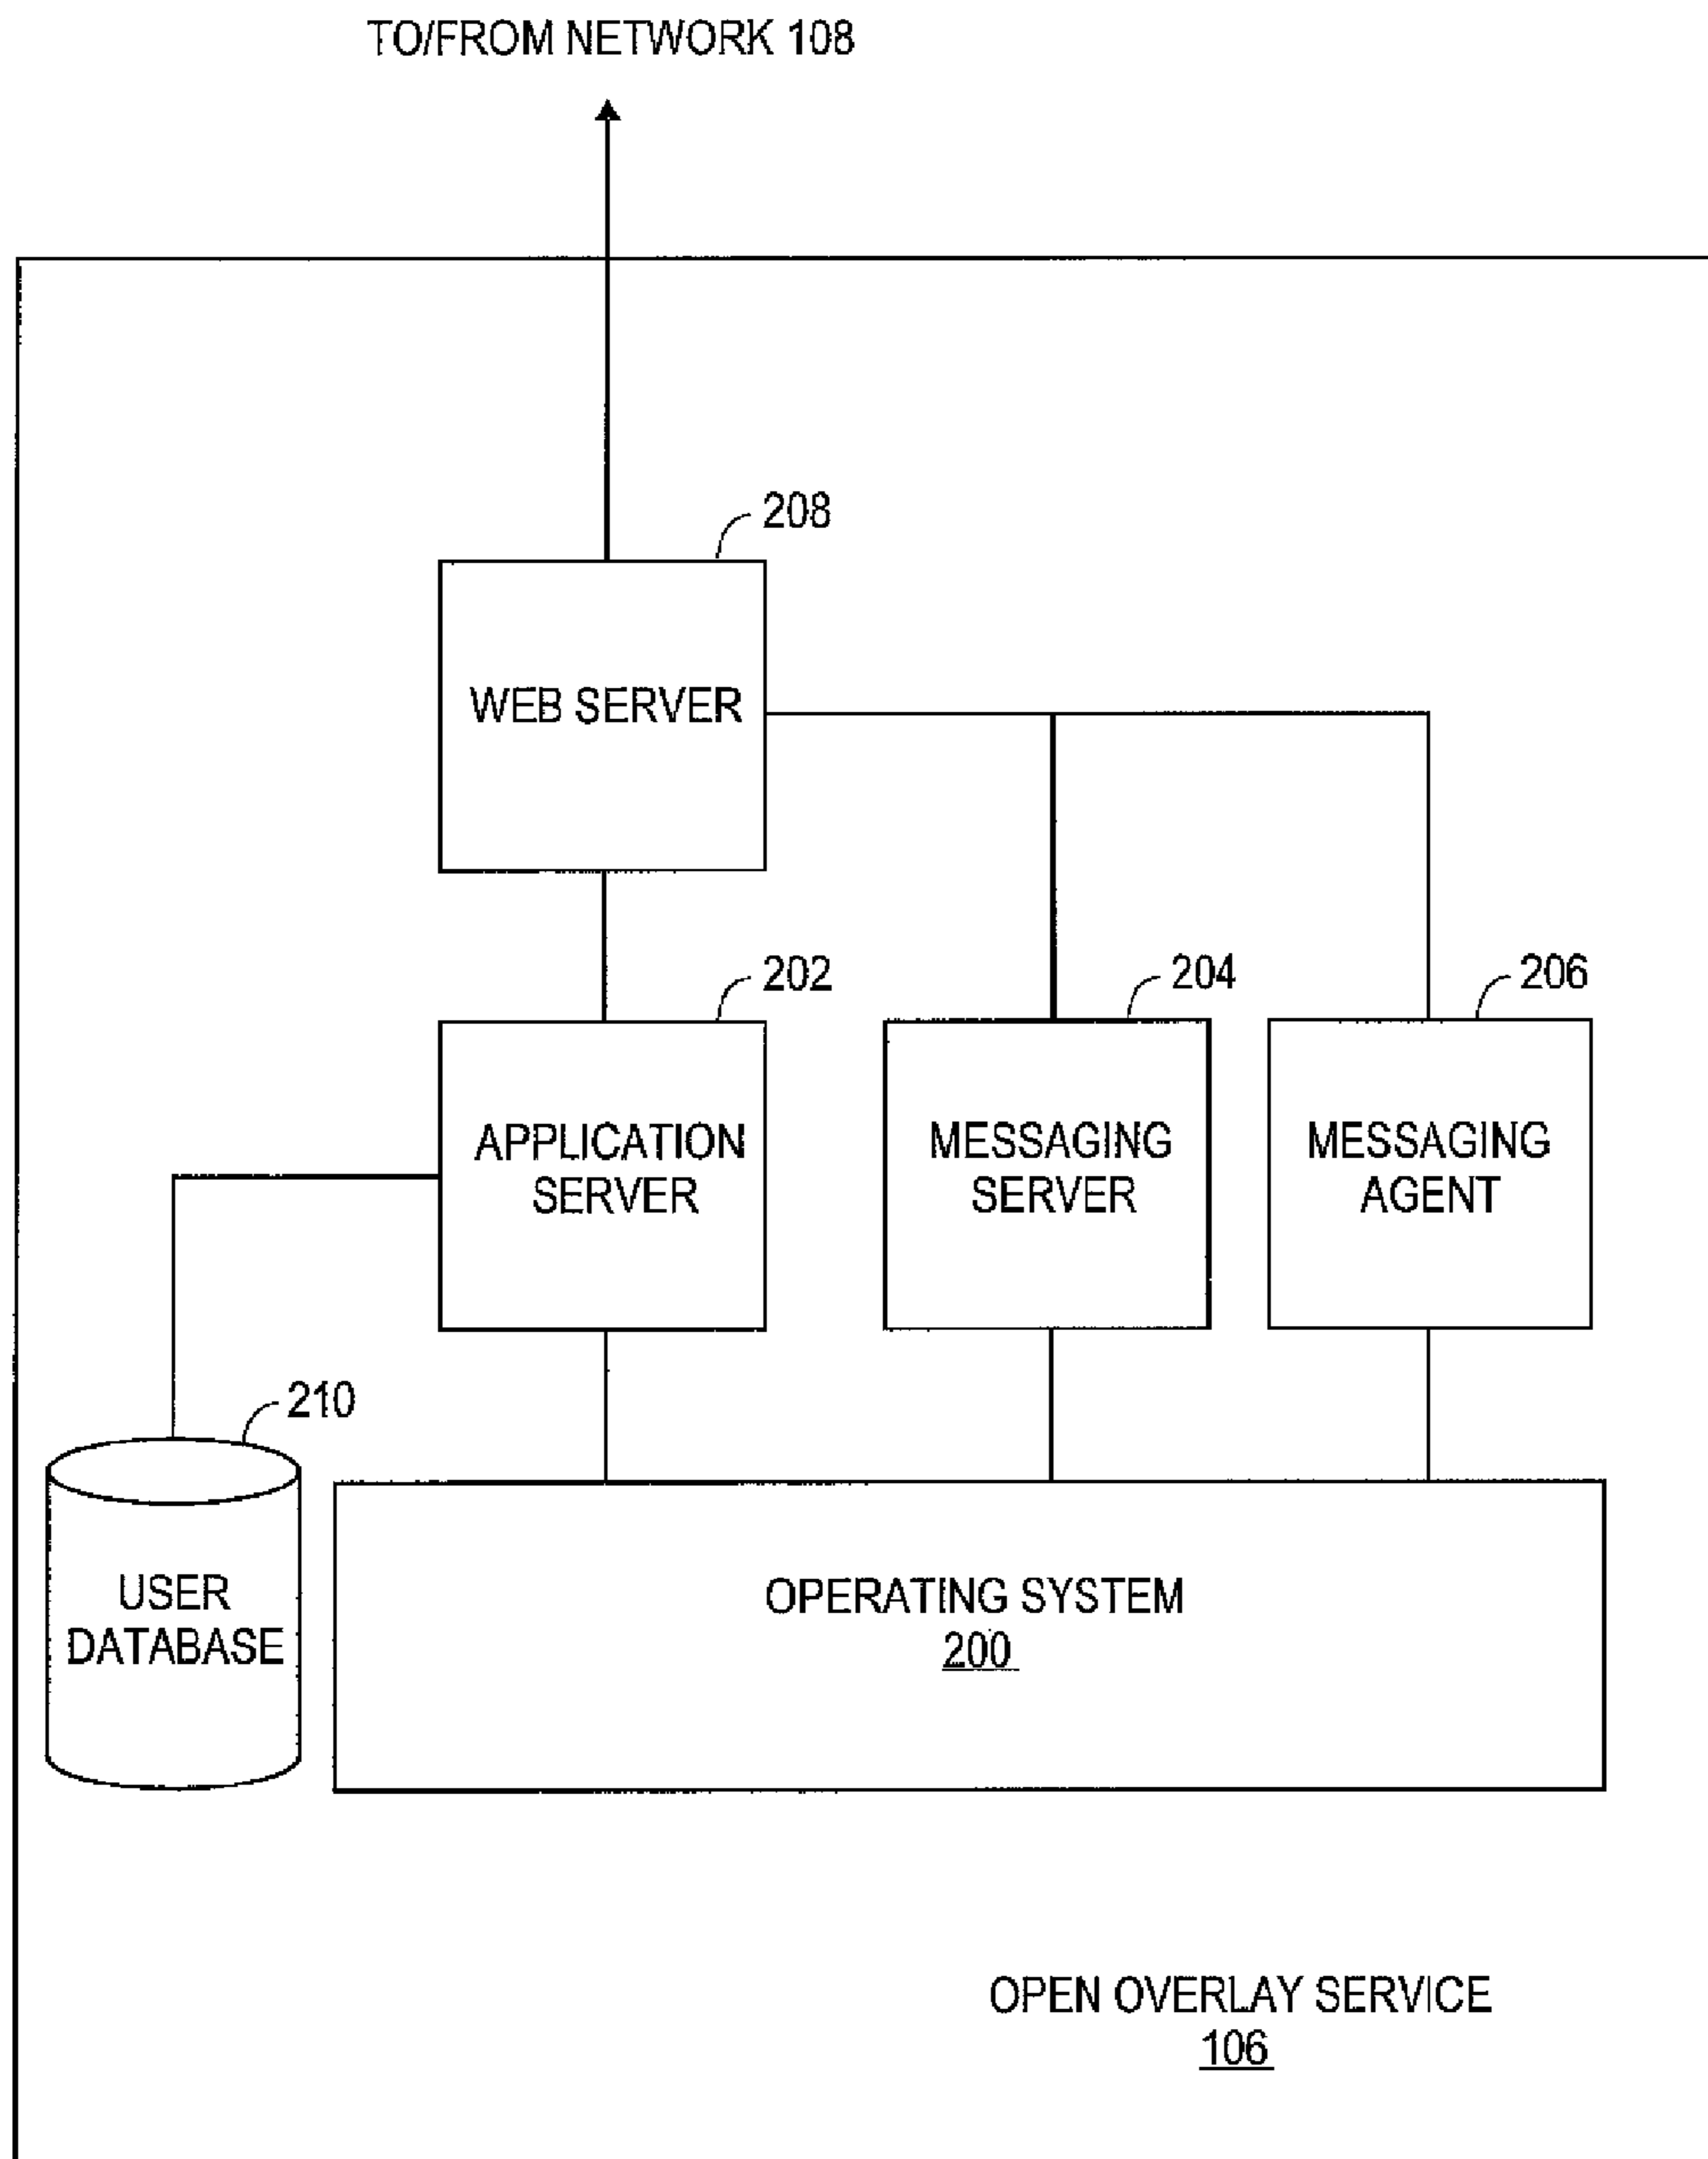 TO/FROM NETWORK 108
208
WEB SERVER
202
204
206
APPLICATION
SERVER
MESSAGING
SERVER
MESSAGING
AGENT
210
USER
DATABASE
OPERATING SYSTEM
200
OPEN OVERLAY SERVICE
106